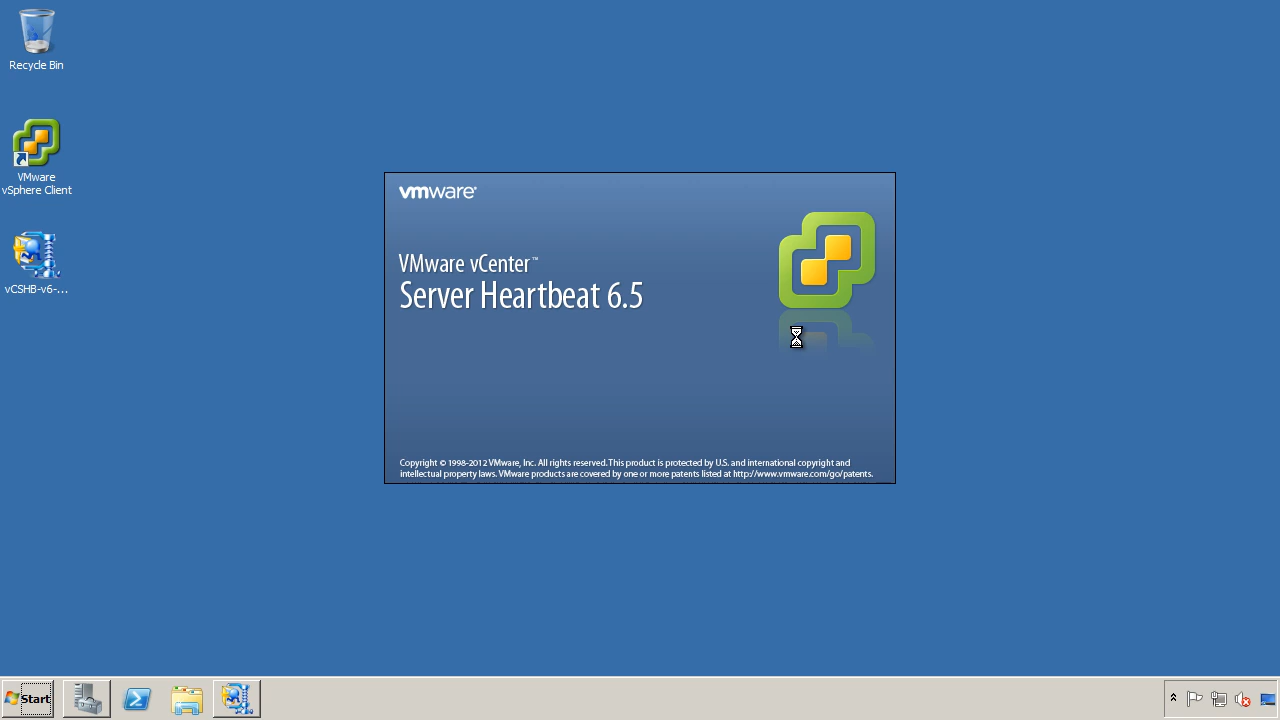 Recycle Bin
VMware
vSphere Client
vCSHB-v6-...
vmware®
VMware vCenter™
Server Heartbeat 6.5
Copyright © 1998-2012 VMware, Inc. All rights reserved. This product is protected by U.S. and international copyright and
intellectual property laws. VMware products are covered by one or more patents listed at http://www.vmware.com/go/patents.
Start